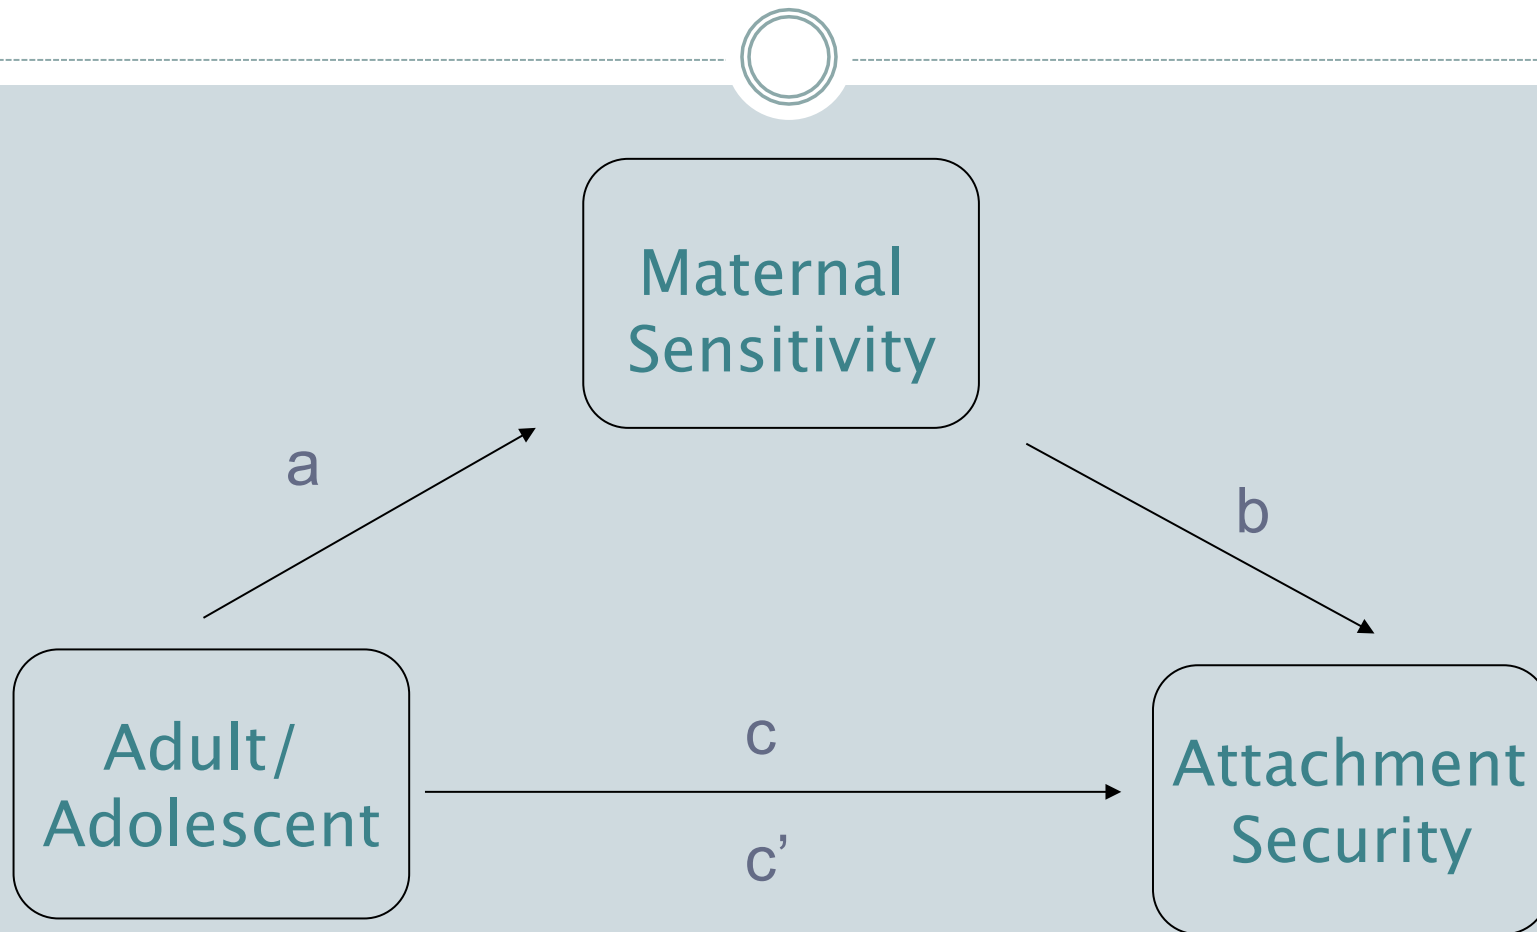 Maternal
Sensitivity
a
b
Adult/
Adolescent
c
c’
Attachment
Security